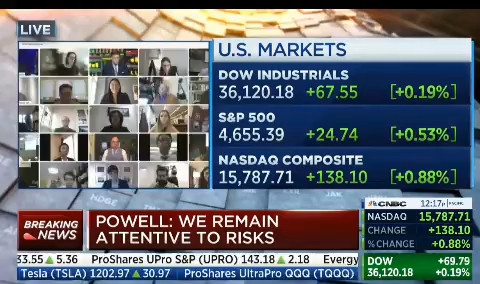 LIVE
U.S. MARKETS
DOW INDUSTRIALS
36,120.18 +67.55 [+0.19%]
S&P 500
4,655.39 +24.74 [+0.53%]
NASDAQ COMPOSITE
15,787.71 +138.10 [+0.88%]
BREAKING NEWS
POWELL: WE REMAIN
ATTENTIVE TO RISKS
CNBC 12:17P PACIFIC
NASDAQ 15,787.71
CHANGE +138.10
% CHANGE +0.88%
DOW +69.79
36,120.18 +0.19%
33.55 ▲ 5.36 ProShares UPro S&P (UPRO) 143.18 ▲ 2.18 Evergy
Tesla (TSLA) 1202.97 ▲ 30.97 ProShares UltraPro QQQ (TQQQ)